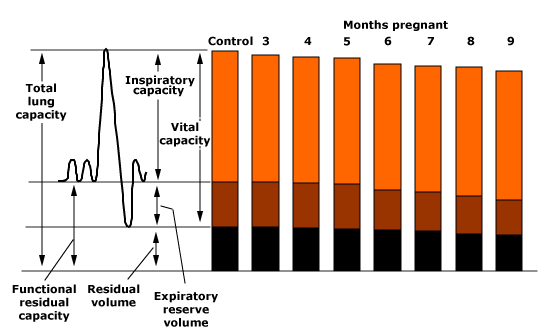 Months pregnant
Control 3 4 5 6 7 8 9
Total
lung
capacity
Inspiratory
capacity
Vital
capacity
Functional
residual
capacity
Residual
volume
Expiratory
reserve
volume